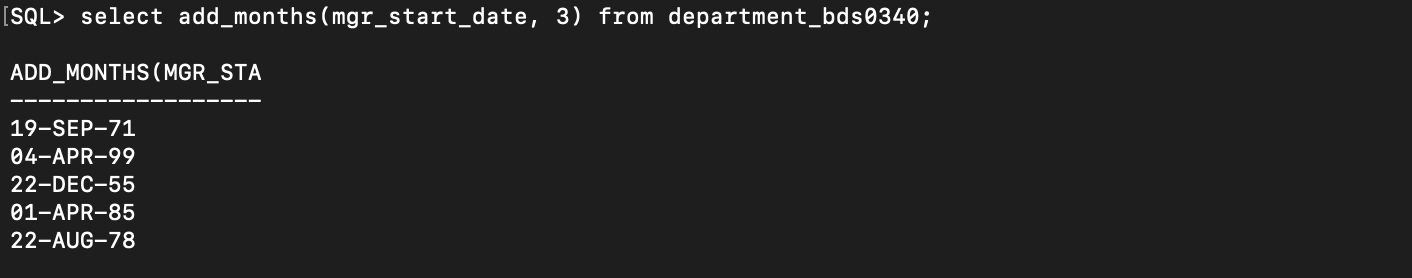 [SQL> select add_months(mgr_start_date, 3) from department_bds0340;
ADD_MONTHS(MGR_STA
------------------
19-SEP-71
04-APR-99
22-DEC-55
01-APR-85
22-AUG-78